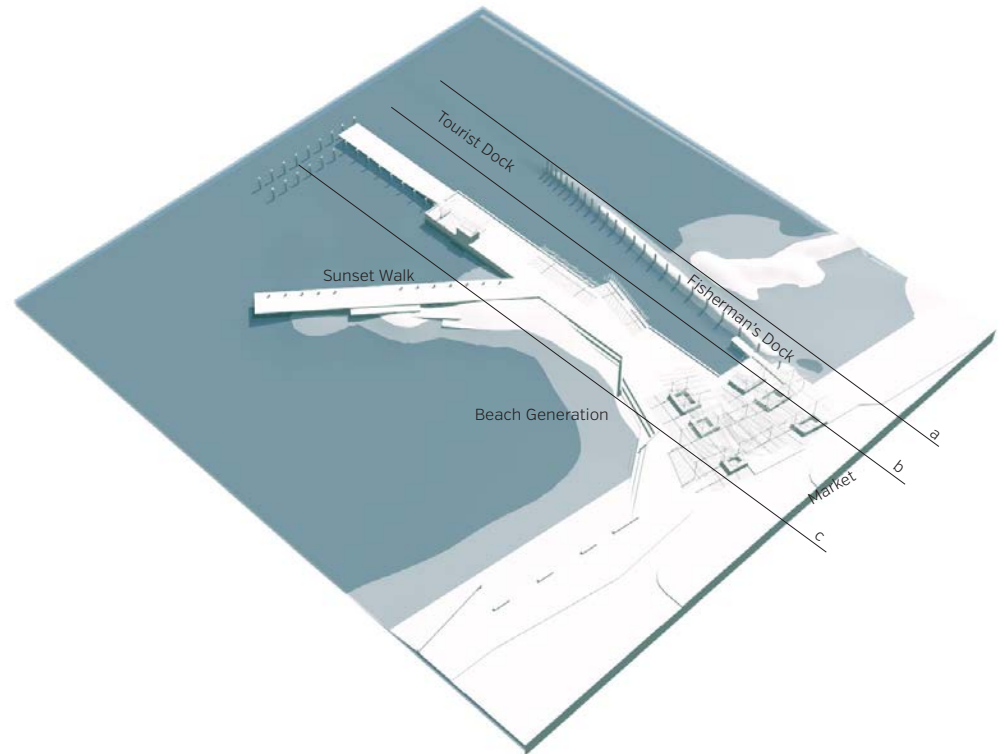 Tourist Dock
Sunset Walk
Fisherman's Dock
Beach Generation
a
b
Market
c